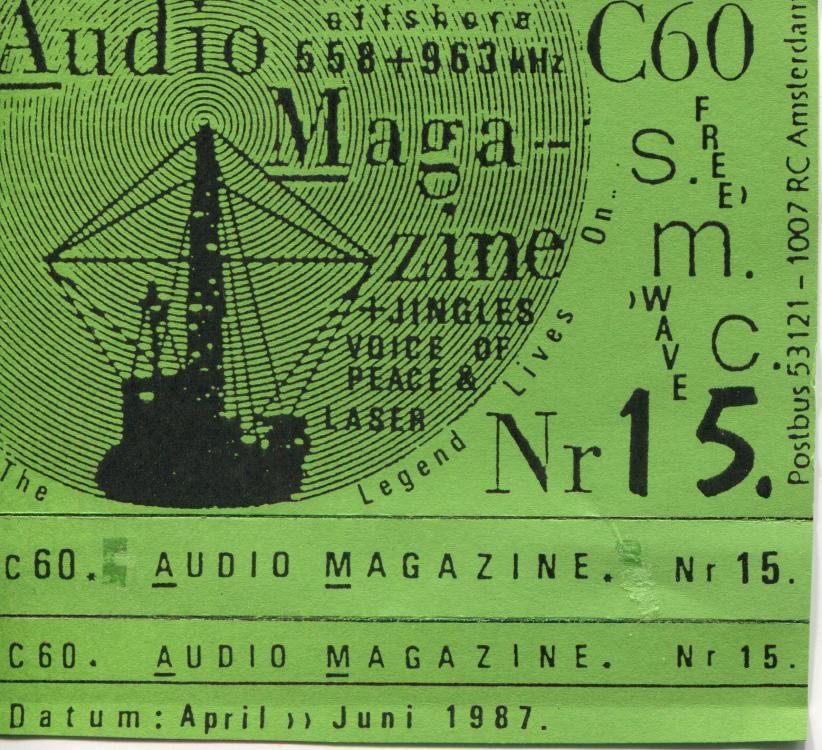 Audio
offshore
558+963 kHz
C60
Maga-
zine
+JINGLES
VOICE OF
PEACE &
LASER
The Legend Lives On..
FREE)
S.
m.
)WAVE
C.
Nr 15.
Postbus 53121 - 1007 RC Amsterdam
C60. AUDIO MAGAZINE. Nr 15.
C60. AUDIO MAGAZINE. Nr 15.
Datum: April )) Juni 1987.